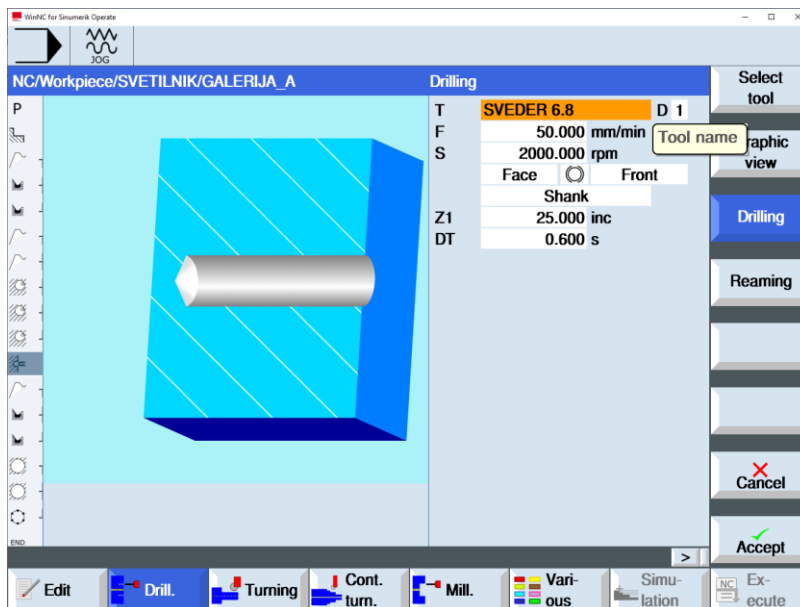 WinNC for Sinumerik Operate
JOG
NC/Workpiece/SVETILNIK/GALERIJA_A
Drilling
P
T SVEDER 6.8 D 1
F 50.000 mm/min
S 2000.000 rpm
Face Front
Shank
Z1 25.000 inc
DT 0.600 s
Tool name
END
Select
tool
raphic
view
Drilling
Reaming
Cancel
Accept
>
Edit
Drill.
Turning
Cont.
turn.
Mill.
Vari-
ous
Simu-
lation
NC
Ex-
ecute